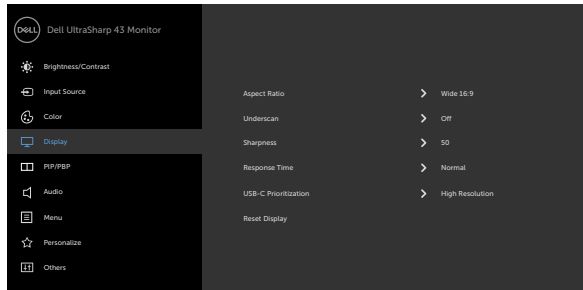 DELL Dell UltraSharp 43 Monitor
Brightness/Contrast
Input Source
Color
Display
PIP/PBP
Audio
Menu
Personalize
Others
Aspect Ratio Wide 16:9
Underscan Off
Sharpness 50
Response Time Normal
USB-C Prioritization High Resolution
Reset Display